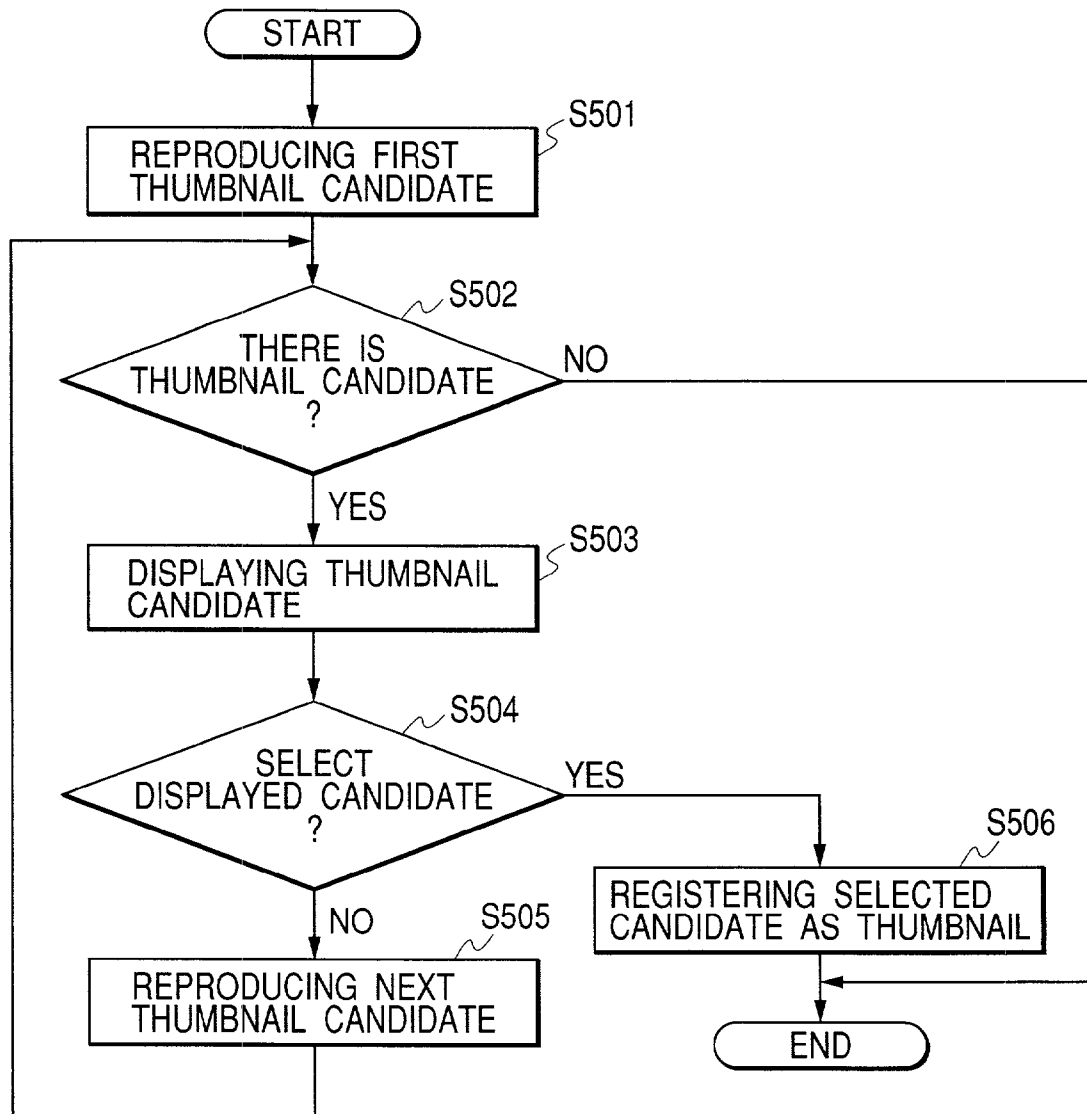 START
S501
REPRODUCING FIRST
THUMBNAIL CANDIDATE
S502
THERE IS
THUMBNAIL CANDIDATE
?
NO
YES
S503
DISPLAYING THUMBNAIL
CANDIDATE
S504
SELECT
DISPLAYED CANDIDATE
?
YES
NO
S506
REGISTERING SELECTED
CANDIDATE AS THUMBNAIL
S505
REPRODUCING NEXT
THUMBNAIL CANDIDATE
END